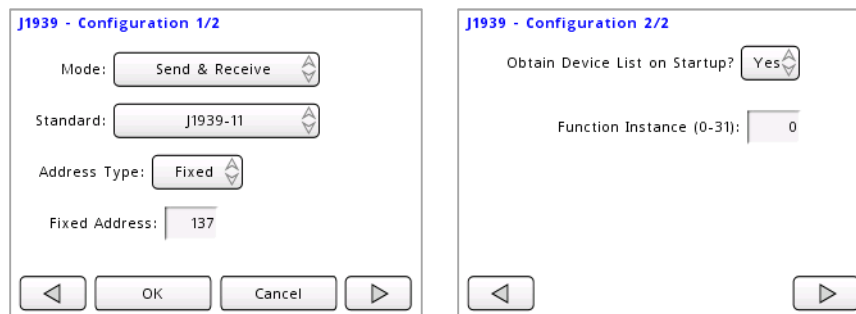 J1939 - Configuration 1/2
Mode: Send & Receive
Standard: J1939-11
Address Type: Fixed
Fixed Address: 137
OK Cancel
J1939 - Configuration 2/2
Obtain Device List on Startup? Yes
Function Instance (0-31): 0